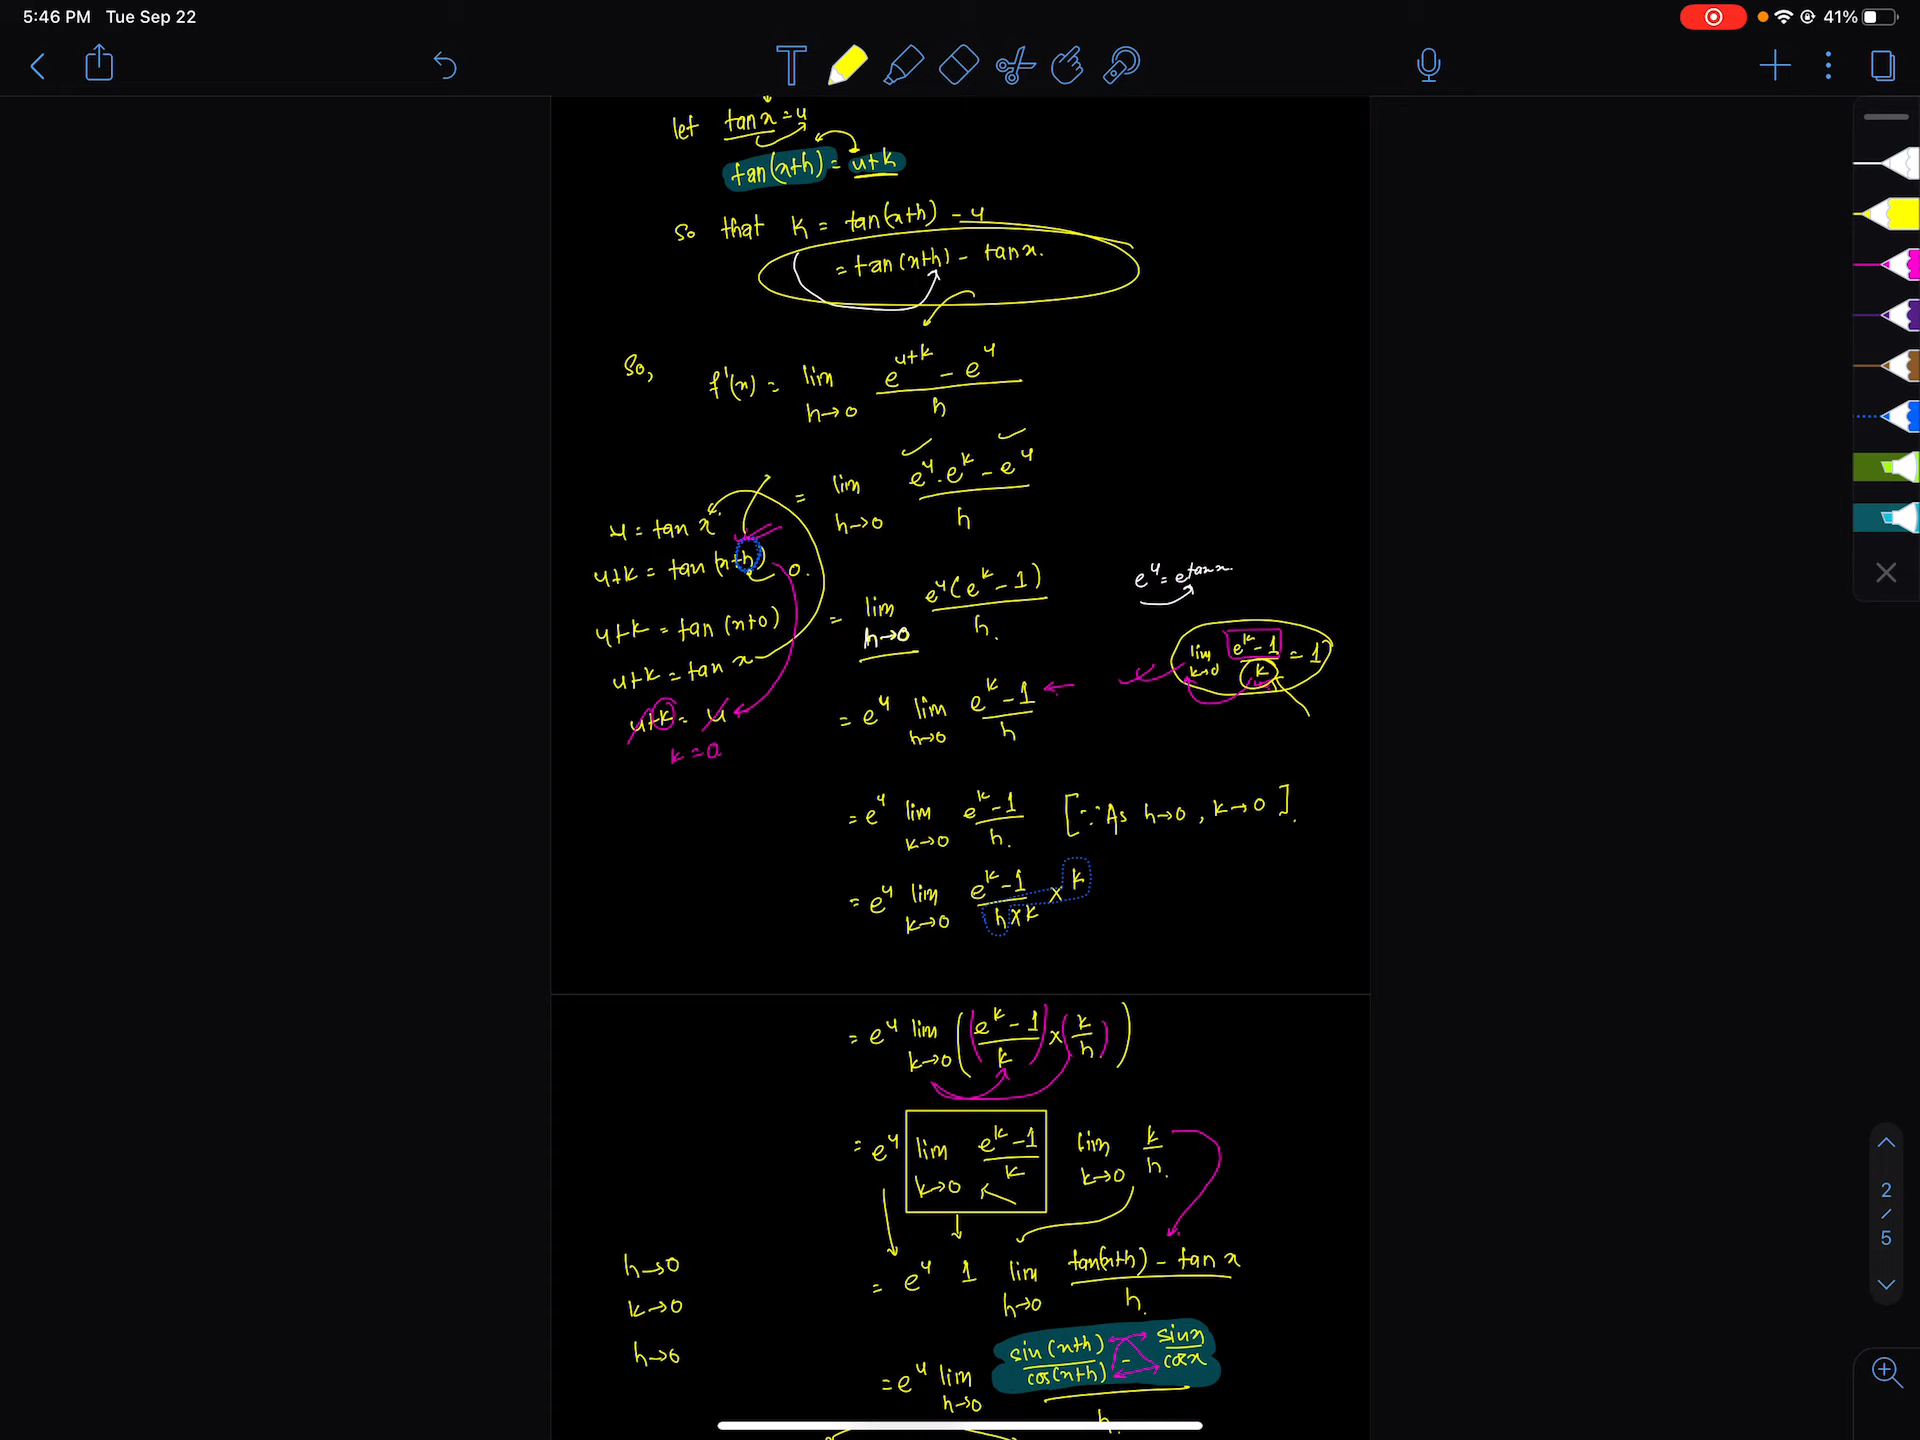 5:46 PM Tue Sep 22
41%
let tan x = u
tan(x+h) = u+k
So that k = tan(x+h) - u
= tan(x+h) - tan x.
So, f'(x) = lim h→0 (e^(u+k) - e^u)/h
= lim h→0 (e^u . e^k - e^u)/h
u = tan x
u+k = tan (x+h) 0.
u+k = tan (x+0)
u+k = tan x
u+k = u
k = 0
= lim h→0 e^u(e^k - 1)/h.
e^u = e^tan x.
lim k→0 (e^k - 1)/k = 1
= e^u lim h→0 (e^k - 1)/h
= e^u lim k→0 (e^k - 1)/h. [∵ As h→0, k→0].
= e^u lim k→0 (e^k - 1)/(h×k) × k
= e^u lim k→0 ((e^k - 1)/k × (k/h))
= e^u lim k→0 (e^k - 1)/k lim k→0 k/h.
h→0
k→0
h→0
= e^u 1 lim h→0 (tan(x+h) - tan x)/h.
= e^u lim h→0 (sin(x+h)/cos(x+h) - sin x/cos x)/h.
2
/
5